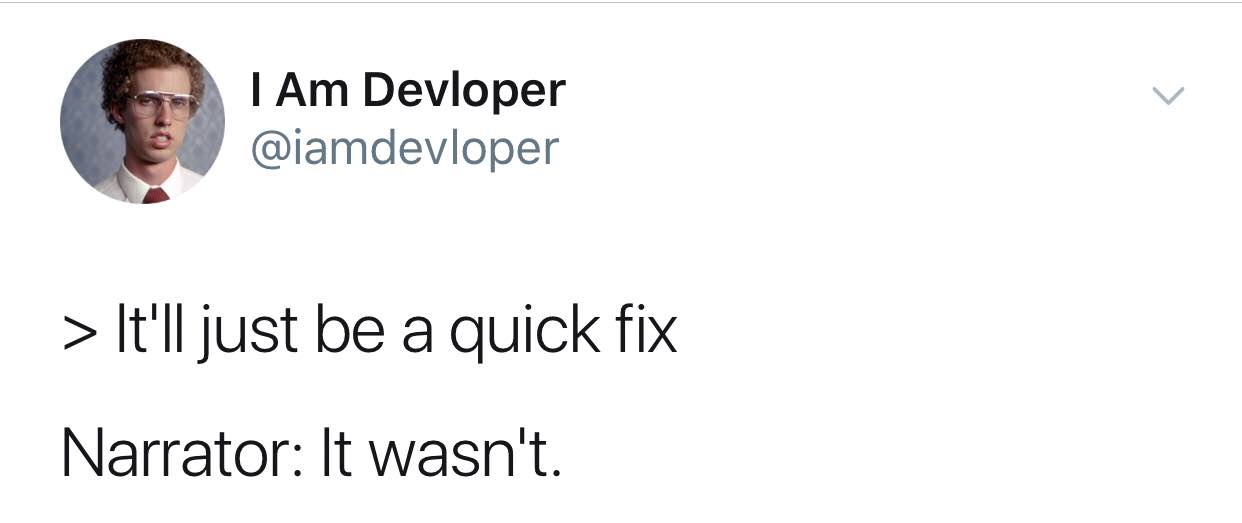 I Am Devloper
@iamdevloper
> It'll just be a quick fix
Narrator: It wasn't.